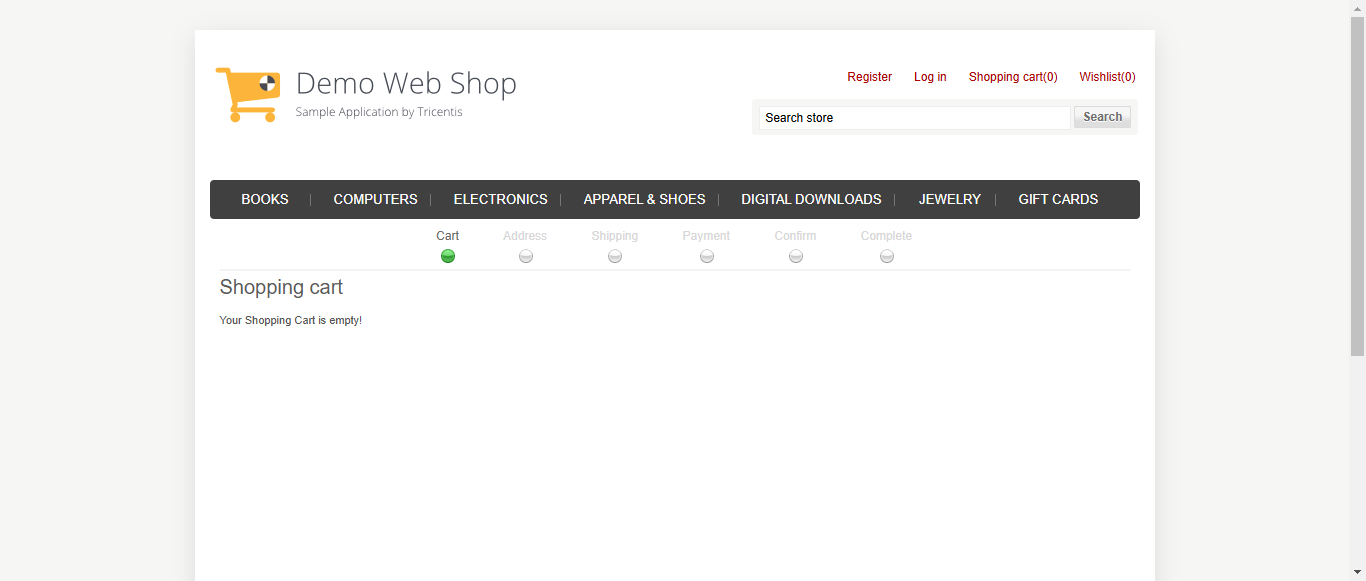 Demo Web Shop
Sample Application by Tricentis
Register Log in Shopping cart(0) Wishlist(0)
Search store Search
BOOKS COMPUTERS ELECTRONICS APPAREL & SHOES DIGITAL DOWNLOADS JEWELRY GIFT CARDS
Cart Address Shipping Payment Confirm Complete
Shopping cart
Your Shopping Cart is empty!